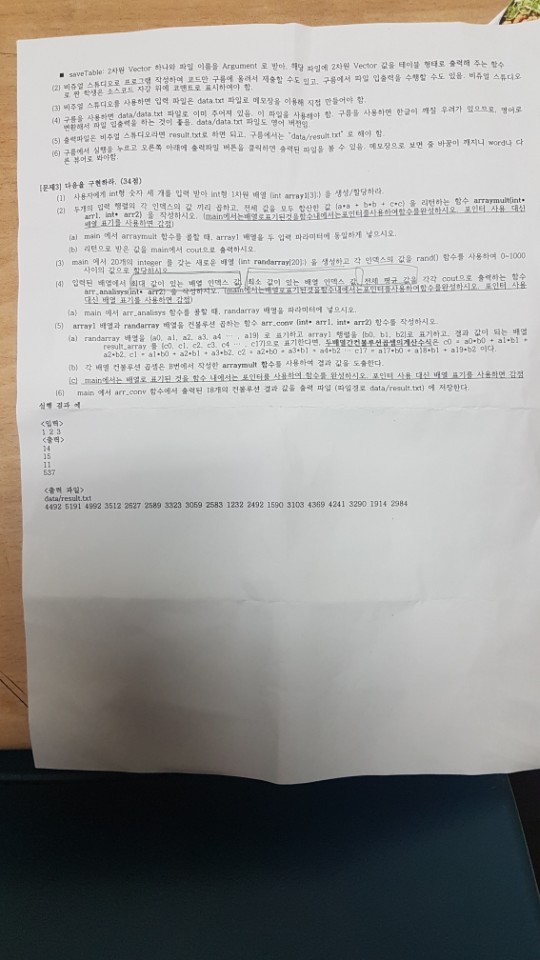 ■ saveTable: 2차원 Vector 하나와 파일 이름을 Argument 로 받아, 해당 파일에 2차원 Vector 값을 테이블 형태로 출력해 주는 함수
(2) 비쥬얼 스튜디오로 프로그램 작성하여 코드만 구름에 올려서 제출할 수도 있고, 구름에서 파일 입출력을 수행할 수도 있음. 비쥬얼 스튜디오
로 짠 학생은 소스코드 자장 위에 코멘트로 표시하여야 함.
(3) 비쥬얼 스튜디오를 사용하면 입력 파일은 data.txt 파일로 메모장을 이용해 직접 만들어야 함.
(4) 구름을 사용하면 data/data.txt 파일로 이미 주어져 있음. 이 파일을 사용해야 함. 구름을 사용하면 한글이 깨질 우려가 있으므로, 영어로
변환해서 파일 입출력을 하는 것이 좋음. data/data.txt 파일도 영어 버전임.
(5) 출력파일은 비주얼 스튜디오라면 result.txt로 하면 되고, 구름에서는 "data/result.txt" 로 해야 함.
(6) 구름에서 실행을 누르고 오른쪽 아래에 출력파일 버튼을 클릭하면 출력된 파일을 볼 수 있음. 메모장으로 보면 줄 바꿈이 깨지니 word나 다
른 뷰어로 봐야함.
[문제3] 다음을 구현하라. (34점)
(1) 사용자에게 int형 숫자 세 개를 입력 받아 int형 1차원 배열 (int array1[3];) 을 생성/할당하라.
(2) 두개의 입력 행렬의 각 인덱스의 값 끼리 곱하고, 전체 값을 모두 합산한 값 (a*a + b*b + c*c) 을 리턴하는 함수 arraymult(int*
arr1, int* arr2) 을 작성하시오. (main에서는배열로표기된것을함수내에서는포인터를사용하여함수를완성하시오. 포인터 사용 대신
배열 표기를 사용하면 감점)
(a) main 에서 arraymult 함수를 콜할 때, array1 배열을 두 입력 파라미터에 동일하게 넣으시오.
(b) 리턴으로 받은 값을 main에서 cout으로 출력하시오.
(3) main 에서 20개의 integer 를 갖는 새로운 배열 (int randarray[20];) 을 생성하고 각 인덱스의 값을 rand() 함수를 사용하여 0~1000
사이의 값으로 할당하시오.
(4) 입력된 배열에서 최대 값이 있는 배열 인덱스 값, 최소 값이 있는 배열 인덱스 값, 전체 평균 값을 각각 cout으로 출력하는 함수
arr_analisys(int* arr2) 을 작성하시오. (main에서는배열로표기된것을함수내에서는포인터를사용하여함수를완성하시오. 포인터 사용
대신 배열 표기를 사용하면 감점)
(a) main 에서 arr_analisys 함수를 콜할 때, randarray 배열을 파라미터에 넣으시오.
(5) array1 배열과 randarray 배열을 컨볼루션 곱하는 함수 arr_conv (int* arr1, int* arr2) 함수를 작성하시오.
(a) randarray 배열을 [a0, a1, a2, a3, a4 ... , a19] 로 표기하고 array1 행렬을 [b0, b1, b2]로 표기하고, 결과 값이 되는 배열
result_array 를 [c0, c1, c2, c3, c4 ... c17]으로 표기한다면, 두배열간컨볼루션곱셈의계산수식은 c0 = a0*b0 + a1*b1 +
a2*b2, c1 = a1*b0 + a2*b1 + a3*b2, c2 = a2*b0 + a3*b1 + a4*b2 ... c17 = a17*b0 + a18*b1 + a19*b2 이다.
(b) 각 배열 컨볼루션 곱셈은 B번에서 작성한 arraymult 함수를 사용하여 결과 값을 도출한다.
(c) main에서는 배열로 표기된 것을 함수 내에서는 포인터를 사용하여 함수를 완성하시오. 포인터 사용 대신 배열 표기를 사용하면 감점
(6) main 에서 arr_conv 함수에서 출력된 18개의 컨볼루션 결과 값을 출력 파일 (파일경로 data/result.txt) 에 저장한다.
실행 결과 예
<입력>
1 2 3
<출력>
14
15
11
537
<출력 파일>
data/result.txt
4492 5191 4992 3512 2627 2589 3323 3059 2583 1232 2492 1590 3103 4369 4241 3290 1914 2984